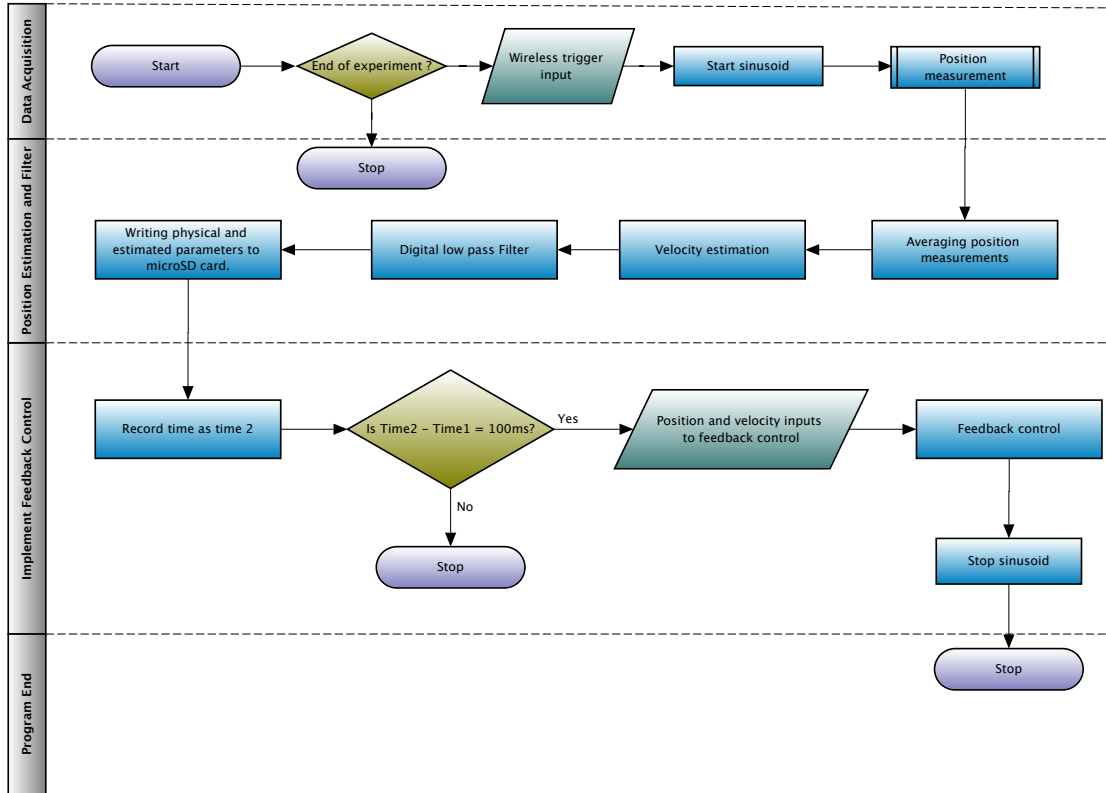 Data Acquisition
Start
End of experiment ?
Wireless trigger
input
Start sinusoid
Position
measurement
Stop
Position Estimation and Filter
Writing physical and
estimated parameters to
microSD card.
Digital low pass Filter
Velocity estimation
Averaging position
measurements
Implement Feedback Control
Record time as time 2
Is Time2 - Time1 = 100ms?
Yes
Position and velocity inputs
to feedback control
Feedback control
No
Stop
Stop sinusoid
Program End
Stop